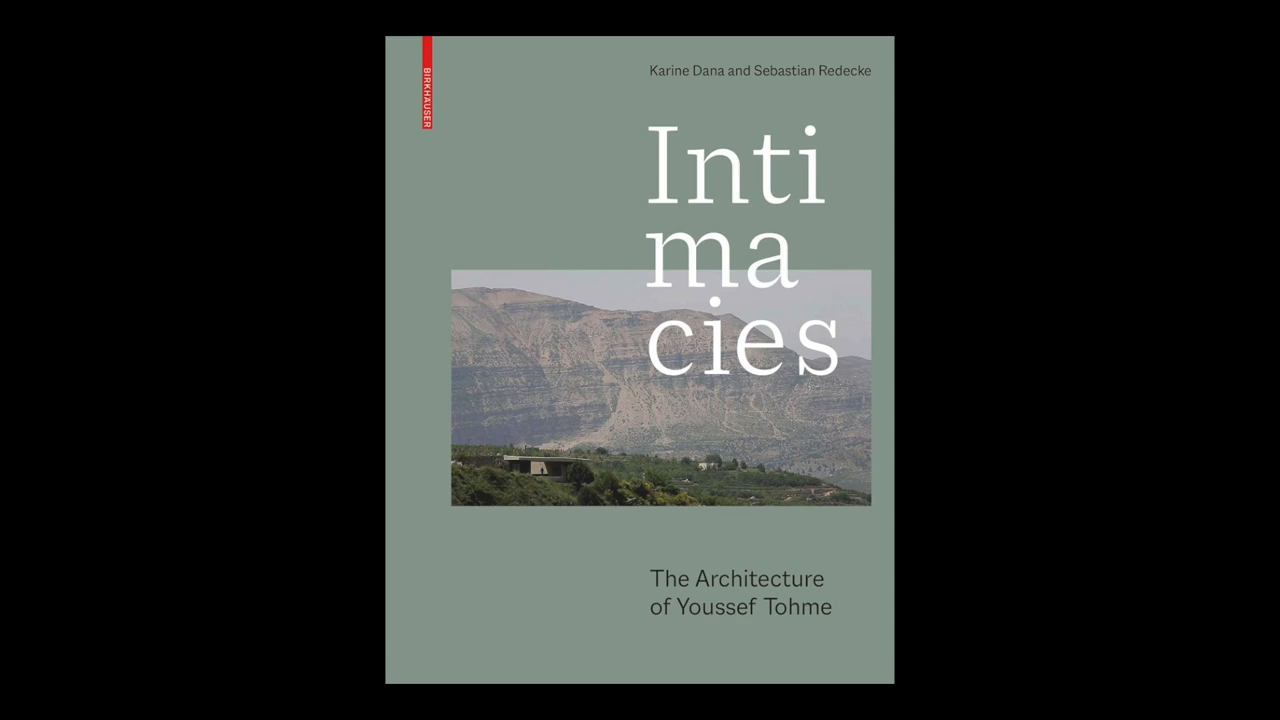 BIRKHÄUSER
Karine Dana and Sebastian Redecke
Inti
ma
cies
The Architecture
of Youssef Tohme